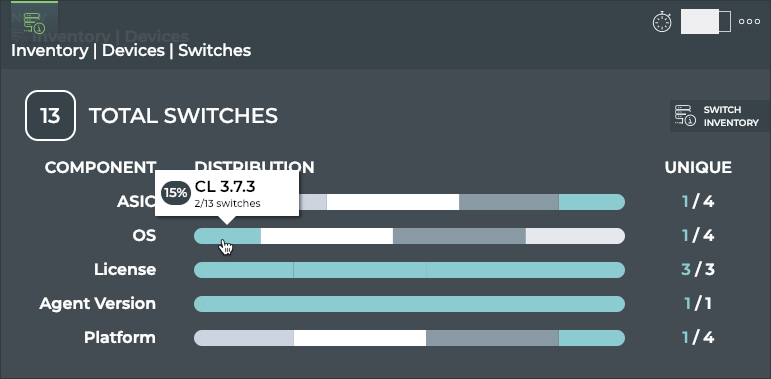 Inventory | Devices
Inventory | Devices | Switches
13 TOTAL SWITCHES
SWITCH
INVENTORY
COMPONENT DISTRIBUTION UNIQUE
15% CL 3.7.3
2/13 switches
ASIC 1 / 4
OS 1 / 4
License 3 / 3
Agent Version 1 / 1
Platform 1 / 4